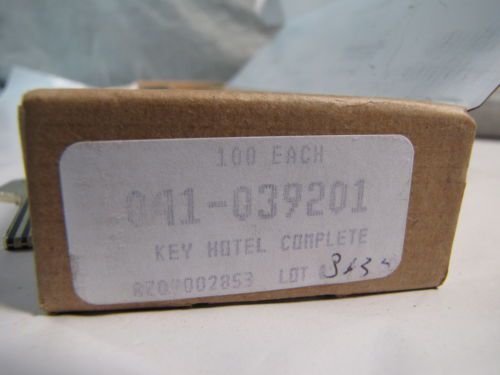 100 EACH
041-039201
KEY HOTEL COMPLETE
LOT